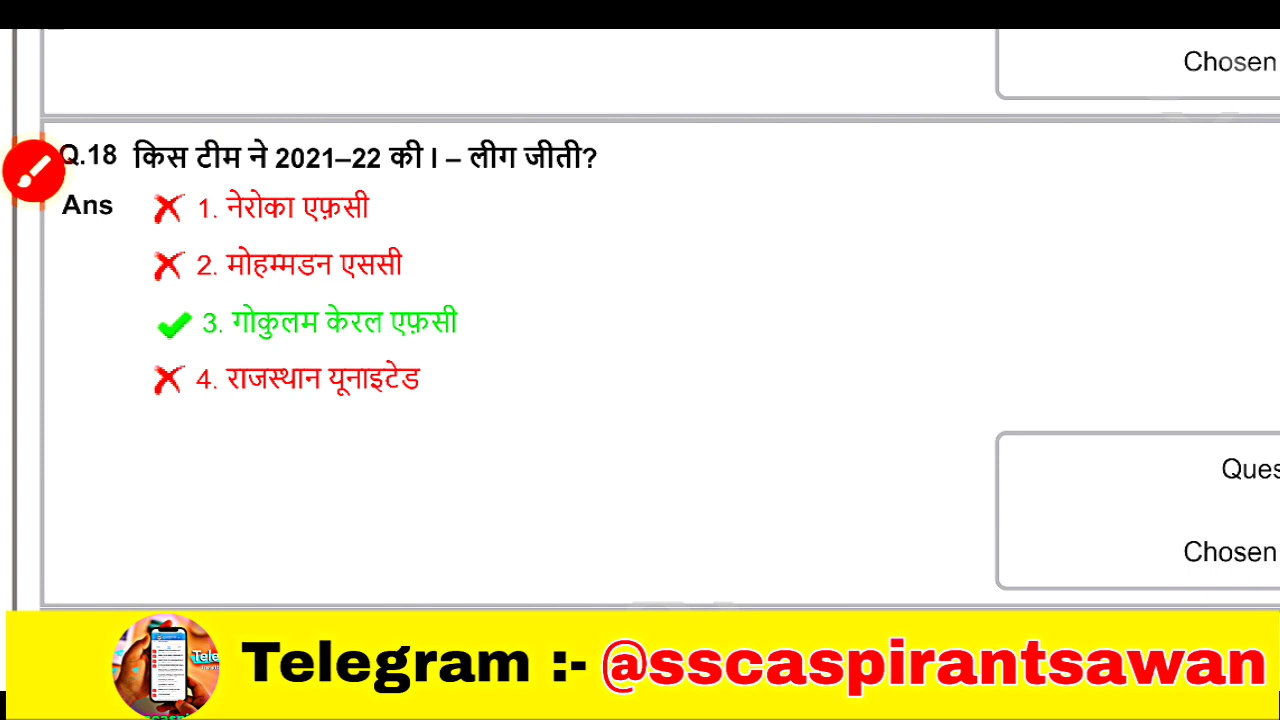 Chosen
Q.18 किस टीम ने 2021–22 की I – लीग जीती?
Ans 1. नेरोका एफ़सी
2. मोहम्मडन एससी
3. गोकुलम केरल एफ़सी
4. राजस्थान यूनाइटेड
Ques
Chosen
Telegram :- @sscaspirantsawan